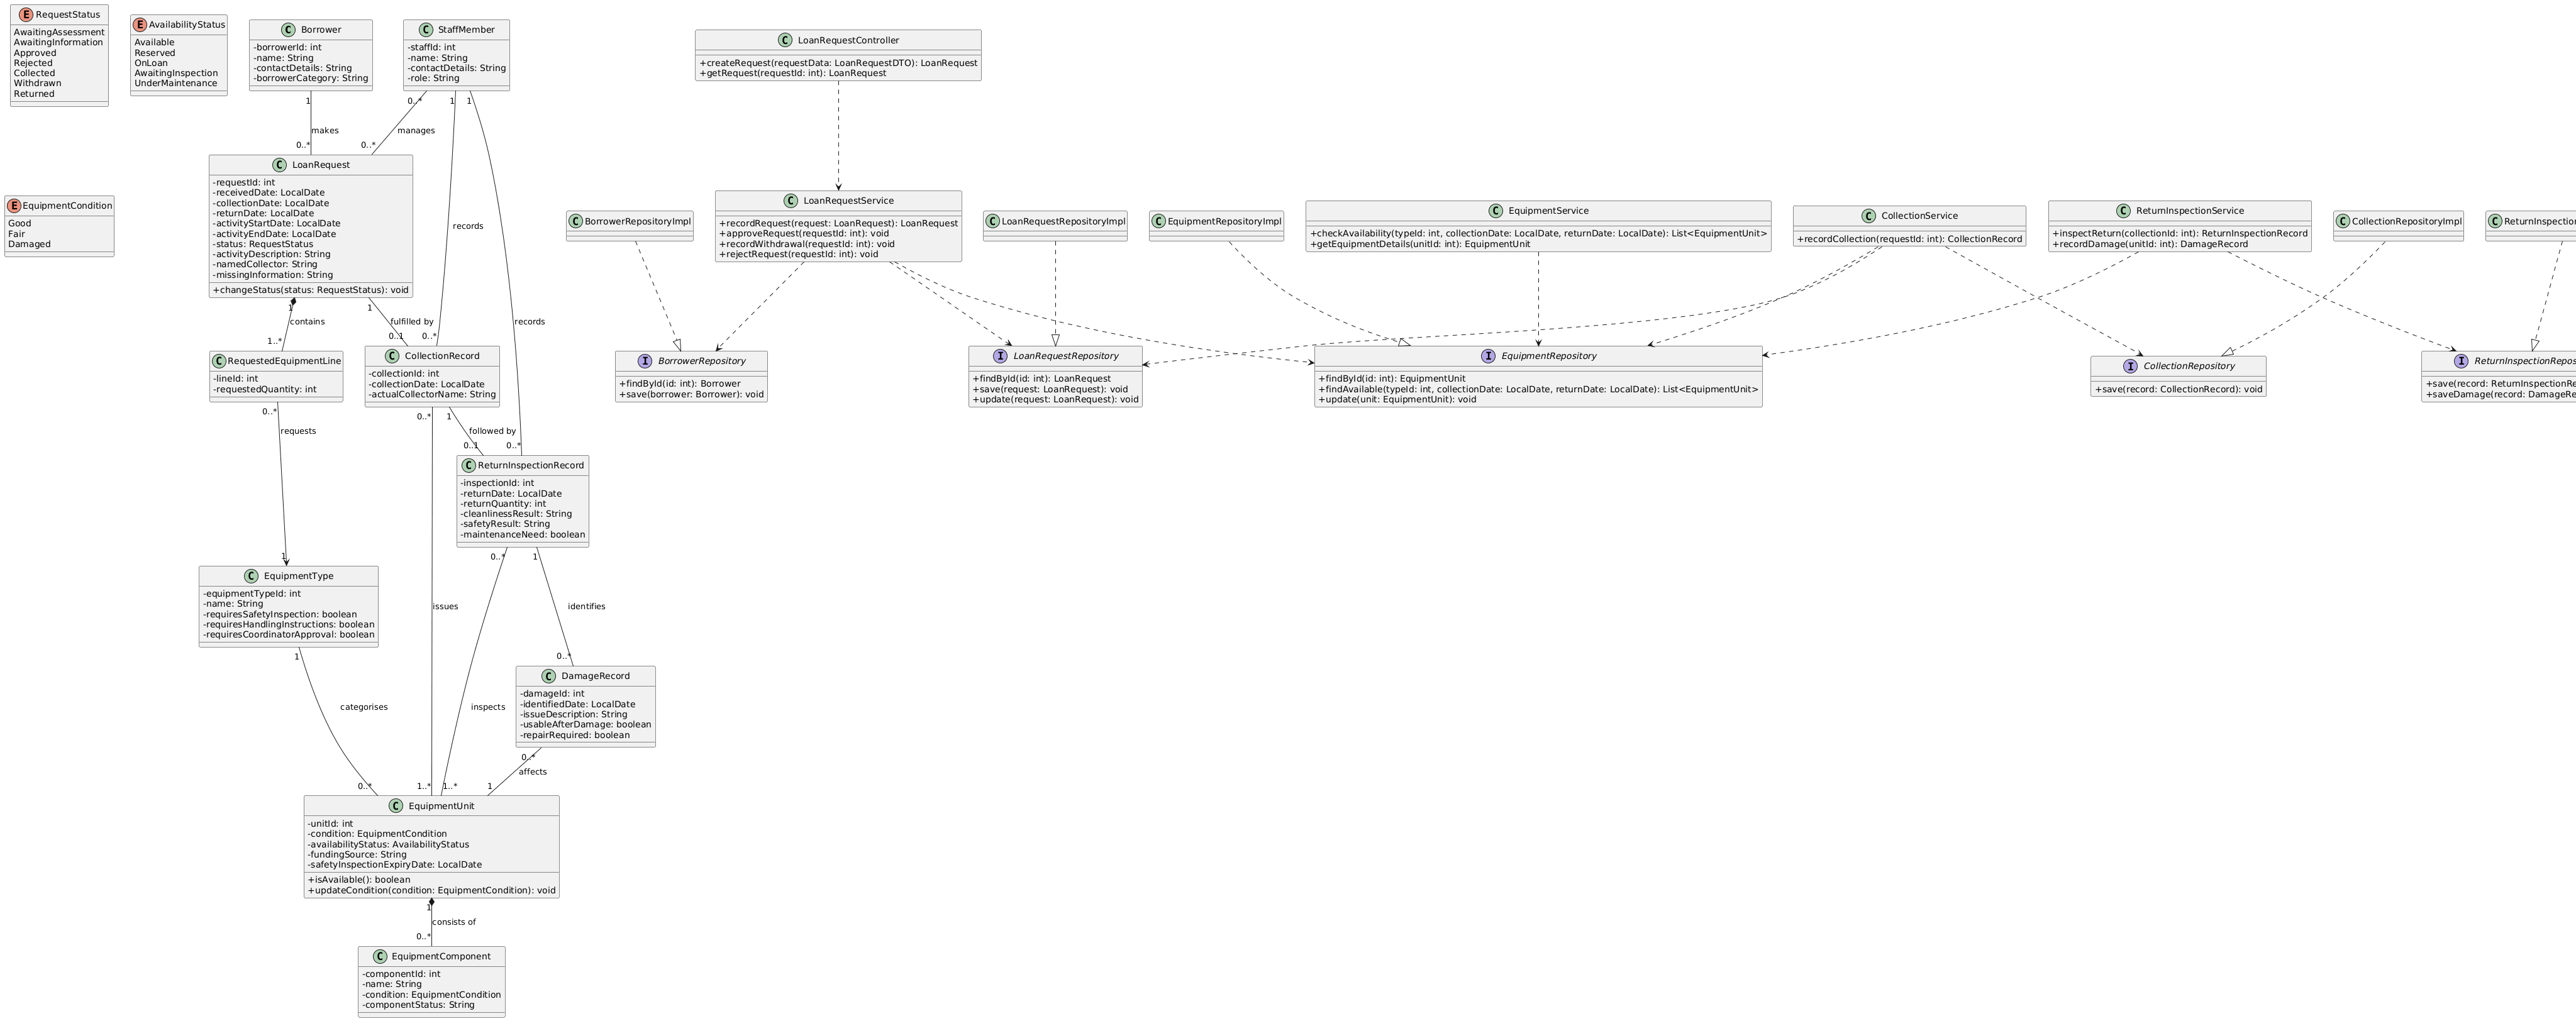 RequestStatus
AwaitingAssessment
AwaitingInformation
Approved
Rejected
Collected
Withdrawn
Returned
AvailabilityStatus
Available
Reserved
OnLoan
AwaitingInspection
UnderMaintenance
Borrower
-borrowerId: int
-name: String
-contactDetails: String
-borrowerCategory: String
StaffMember
-staffId: int
-name: String
-contactDetails: String
-role: String
LoanRequestController
+createRequest(requestData: LoanRequestDTO): LoanRequest
+getRequest(requestId: int): LoanRequest
1
0..*
1
1
makes
manages
0..*
0..*
LoanRequest
-requestId: int
-receivedDate: LocalDate
-collectionDate: LocalDate
-returnDate: LocalDate
-activityStartDate: LocalDate
-activityEndDate: LocalDate
-status: RequestStatus
-activityDescription: String
-namedCollector: String
-missingInformation: String
+changeStatus(status: RequestStatus): void
records
EquipmentCondition
Good
Fair
Damaged
BorrowerRepositoryImpl
LoanRequestService
+recordRequest(request: LoanRequest): LoanRequest
+approveRequest(requestId: int): void
+recordWithdrawal(requestId: int): void
+rejectRequest(requestId: int): void
LoanRequestRepositoryImpl
EquipmentRepositoryImpl
EquipmentService
+checkAvailability(typeId: int, collectionDate: LocalDate, returnDate: LocalDate): List<EquipmentUnit>
+getEquipmentDetails(unitId: int): EquipmentUnit
CollectionService
+recordCollection(requestId: int): CollectionRecord
ReturnInspectionService
+inspectReturn(collectionId: int): ReturnInspectionRecord
+recordDamage(unitId: int): DamageRecord
CollectionRepositoryImpl
ReturnInspection
1
1
contains
fulfilled by
records
1..*
0..1
0..*
RequestedEquipmentLine
-lineId: int
-requestedQuantity: int
CollectionRecord
-collectionId: int
-collectionDate: LocalDate
-actualCollectorName: String
BorrowerRepository
+findById(id: int): Borrower
+save(borrower: Borrower): void
LoanRequestRepository
+findById(id: int): LoanRequest
+save(request: LoanRequest): void
+update(request: LoanRequest): void
EquipmentRepository
+findById(id: int): EquipmentUnit
+findAvailable(typeId: int, collectionDate: LocalDate, returnDate: LocalDate): List<EquipmentUnit>
+update(unit: EquipmentUnit): void
CollectionRepository
+save(record: CollectionRecord): void
ReturnInspectionRepos
+save(record: ReturnInspectionRe
+saveDamage(record: DamageRe
0..*
0..*
1
requests
followed by
0..1
0..*
ReturnInspectionRecord
-inspectionId: int
-returnDate: LocalDate
-returnQuantity: int
-cleanlinessResult: String
-safetyResult: String
-maintenanceNeed: boolean
1
0..*
1
EquipmentType
-equipmentTypeId: int
-name: String
-requiresSafetyInspection: boolean
-requiresHandlingInstructions: boolean
-requiresCoordinatorApproval: boolean
issues
identifies
1
0..*
DamageRecord
-damageId: int
-identifiedDate: LocalDate
-issueDescription: String
-usableAfterDamage: boolean
-repairRequired: boolean
categorises
inspects
0..*
affects
0..*
1..*
1..*
1
EquipmentUnit
-unitId: int
-condition: EquipmentCondition
-availabilityStatus: AvailabilityStatus
-fundingSource: String
-safetyInspectionExpiryDate: LocalDate
+isAvailable(): boolean
+updateCondition(condition: EquipmentCondition): void
1
consists of
0..*
EquipmentComponent
-componentId: int
-name: String
-condition: EquipmentCondition
-componentStatus: String